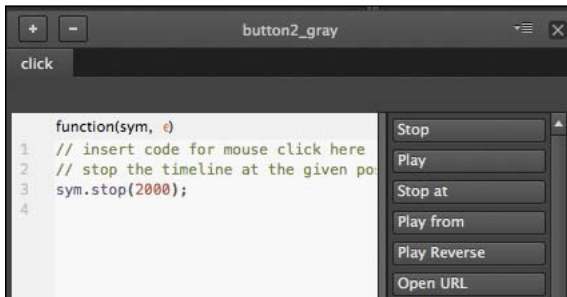 + - button2_gray
click
function(sym, e)
1 // insert code for mouse click here
2 // stop the timeline at the given pos
3 sym.stop(2000);
4
Stop
Play
Stop at
Play from
Play Reverse
Open URL